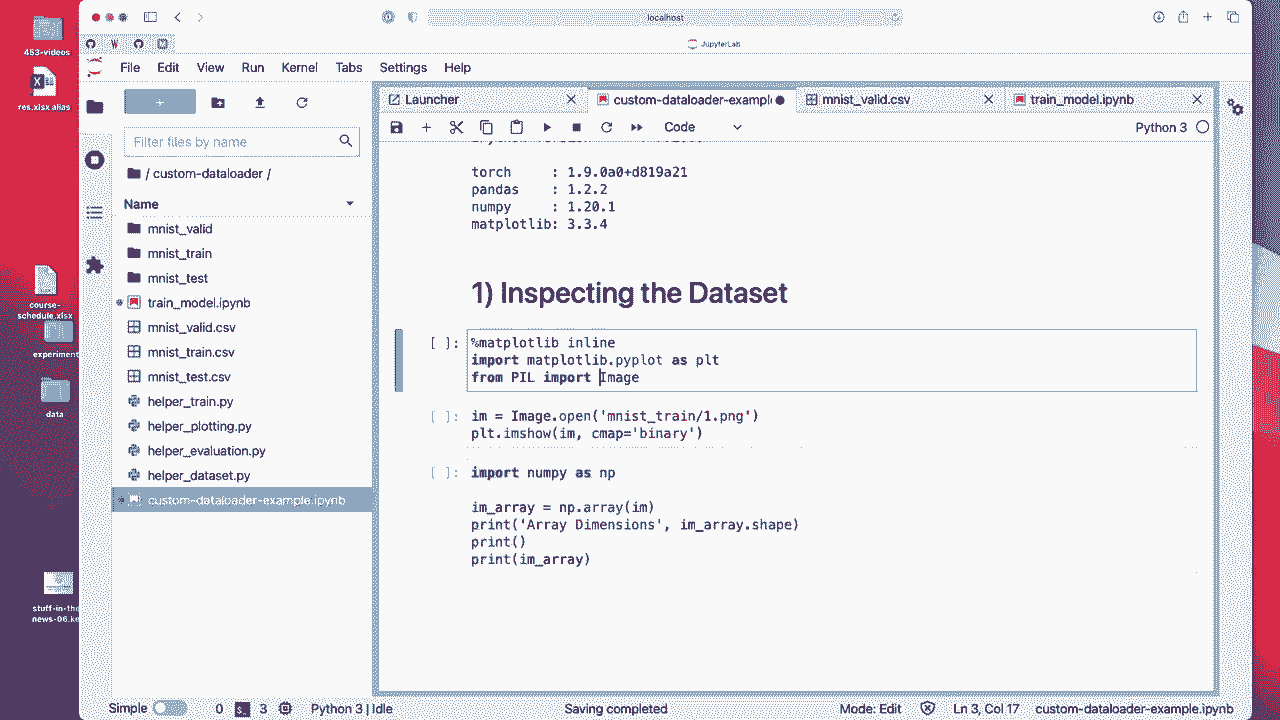 localhost
JupyterLab
453-videos
res.xlsx alias
course-
schedule.xlsx
experiment
data
stuff-in-the
news-06.ke
File Edit View Run Kernel Tabs Settings Help
+
Filter files by name
/ custom-dataloader /
Name
mnist_valid
mnist_train
mnist_test
train_model.ipynb
mnist_valid.csv
mnist_train.csv
mnist_test.csv
helper_train.py
helper_plotting.py
helper_evaluation.py
helper_dataset.py
custom-dataloader-example.ipynb
Launcher
custom-dataloader-example
mnist_valid.csv
train_model.ipynb
Code
Python 3
torch     : 1.9.0a0+d819a21
pandas    : 1.2.2
numpy     : 1.20.1
matplotlib: 3.3.4
1) Inspecting the Dataset
[ ]: %matplotlib inline
import matplotlib.pyplot as plt
from PIL import Image
[ ]: im = Image.open('mnist_train/1.png')
plt.imshow(im, cmap='binary')
[ ]: import numpy as np
im_array = np.array(im)
print('Array Dimensions', im_array.shape)
print()
print(im_array)
Simple 0 3 Python 3 | Idle Saving completed Mode: Edit Ln 3, Col 17 custom-dataloader-example.ipynb